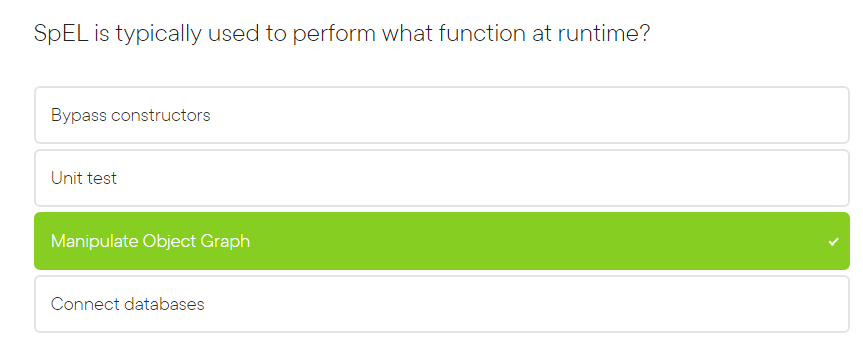 SpEL is typically used to perform what function at runtime?
Bypass constructors
Unit test
Manipulate Object Graph
Connect databases